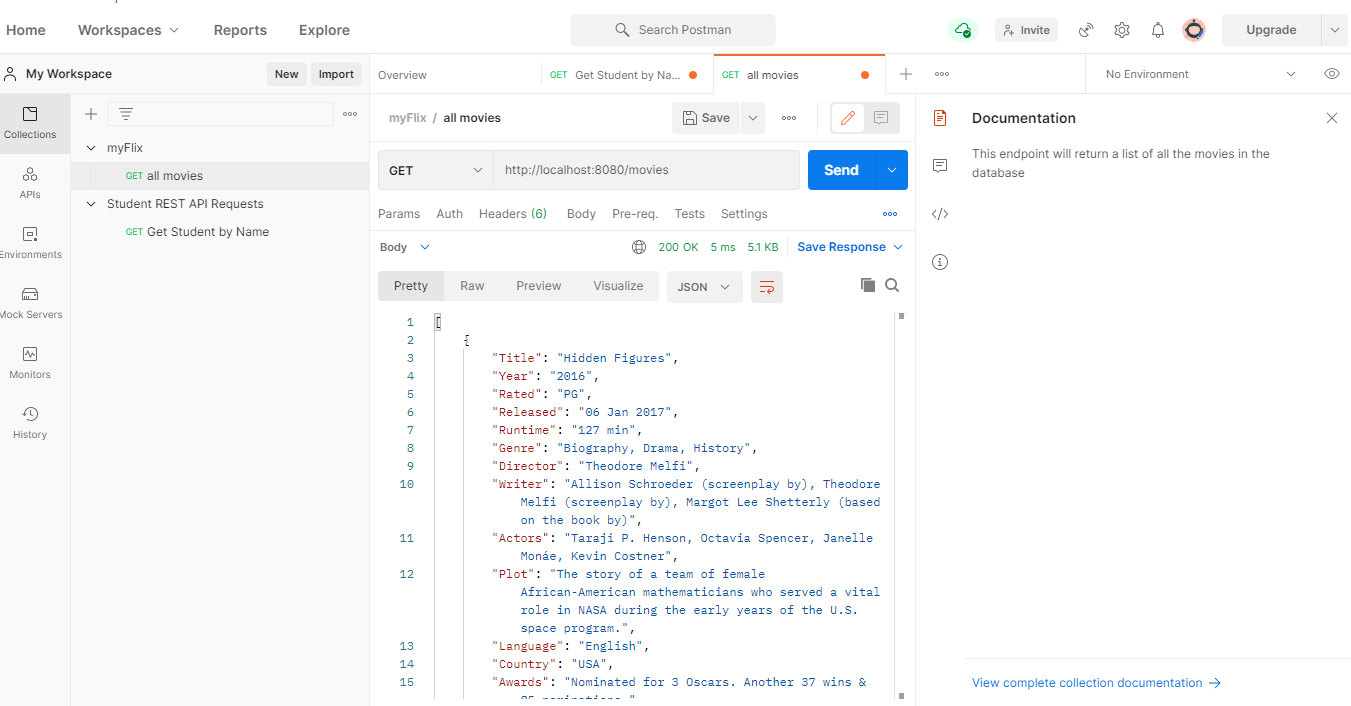 Home Workspaces Reports Explore Search Postman Invite Upgrade
My Workspace New Import
Overview GET Get Student by Na... GET all movies No Environment
Collections
APIs
Environments
Mock Servers
Monitors
History
myFlix
GET all movies
Student REST API Requests
GET Get Student by Name
myFlix / all movies Save
GET http://localhost:8080/movies Send
Params Auth Headers (6) Body Pre-req. Tests Settings
Body 200 OK 5 ms 5.1 KB Save Response
Pretty Raw Preview Visualize JSON
1 [
2 {
3 "Title": "Hidden Figures",
4 "Year": "2016",
5 "Rated": "PG",
6 "Released": "06 Jan 2017",
7 "Runtime": "127 min",
8 "Genre": "Biography, Drama, History",
9 "Director": "Theodore Melfi",
10 "Writer": "Allison Schroeder (screenplay by), Theodore
Melfi (screenplay by), Margot Lee Shetterly (based
on the book by)",
11 "Actors": "Taraji P. Henson, Octavia Spencer, Janelle
Monáe, Kevin Costner",
12 "Plot": "The story of a team of female
African-American mathematicians who served a vital
role in NASA during the early years of the U.S.
space program.",
13 "Language": "English",
14 "Country": "USA",
15 "Awards": "Nominated for 3 Oscars. Another 37 wins &
Documentation
This endpoint will return a list of all the movies in the
database
View complete collection documentation →